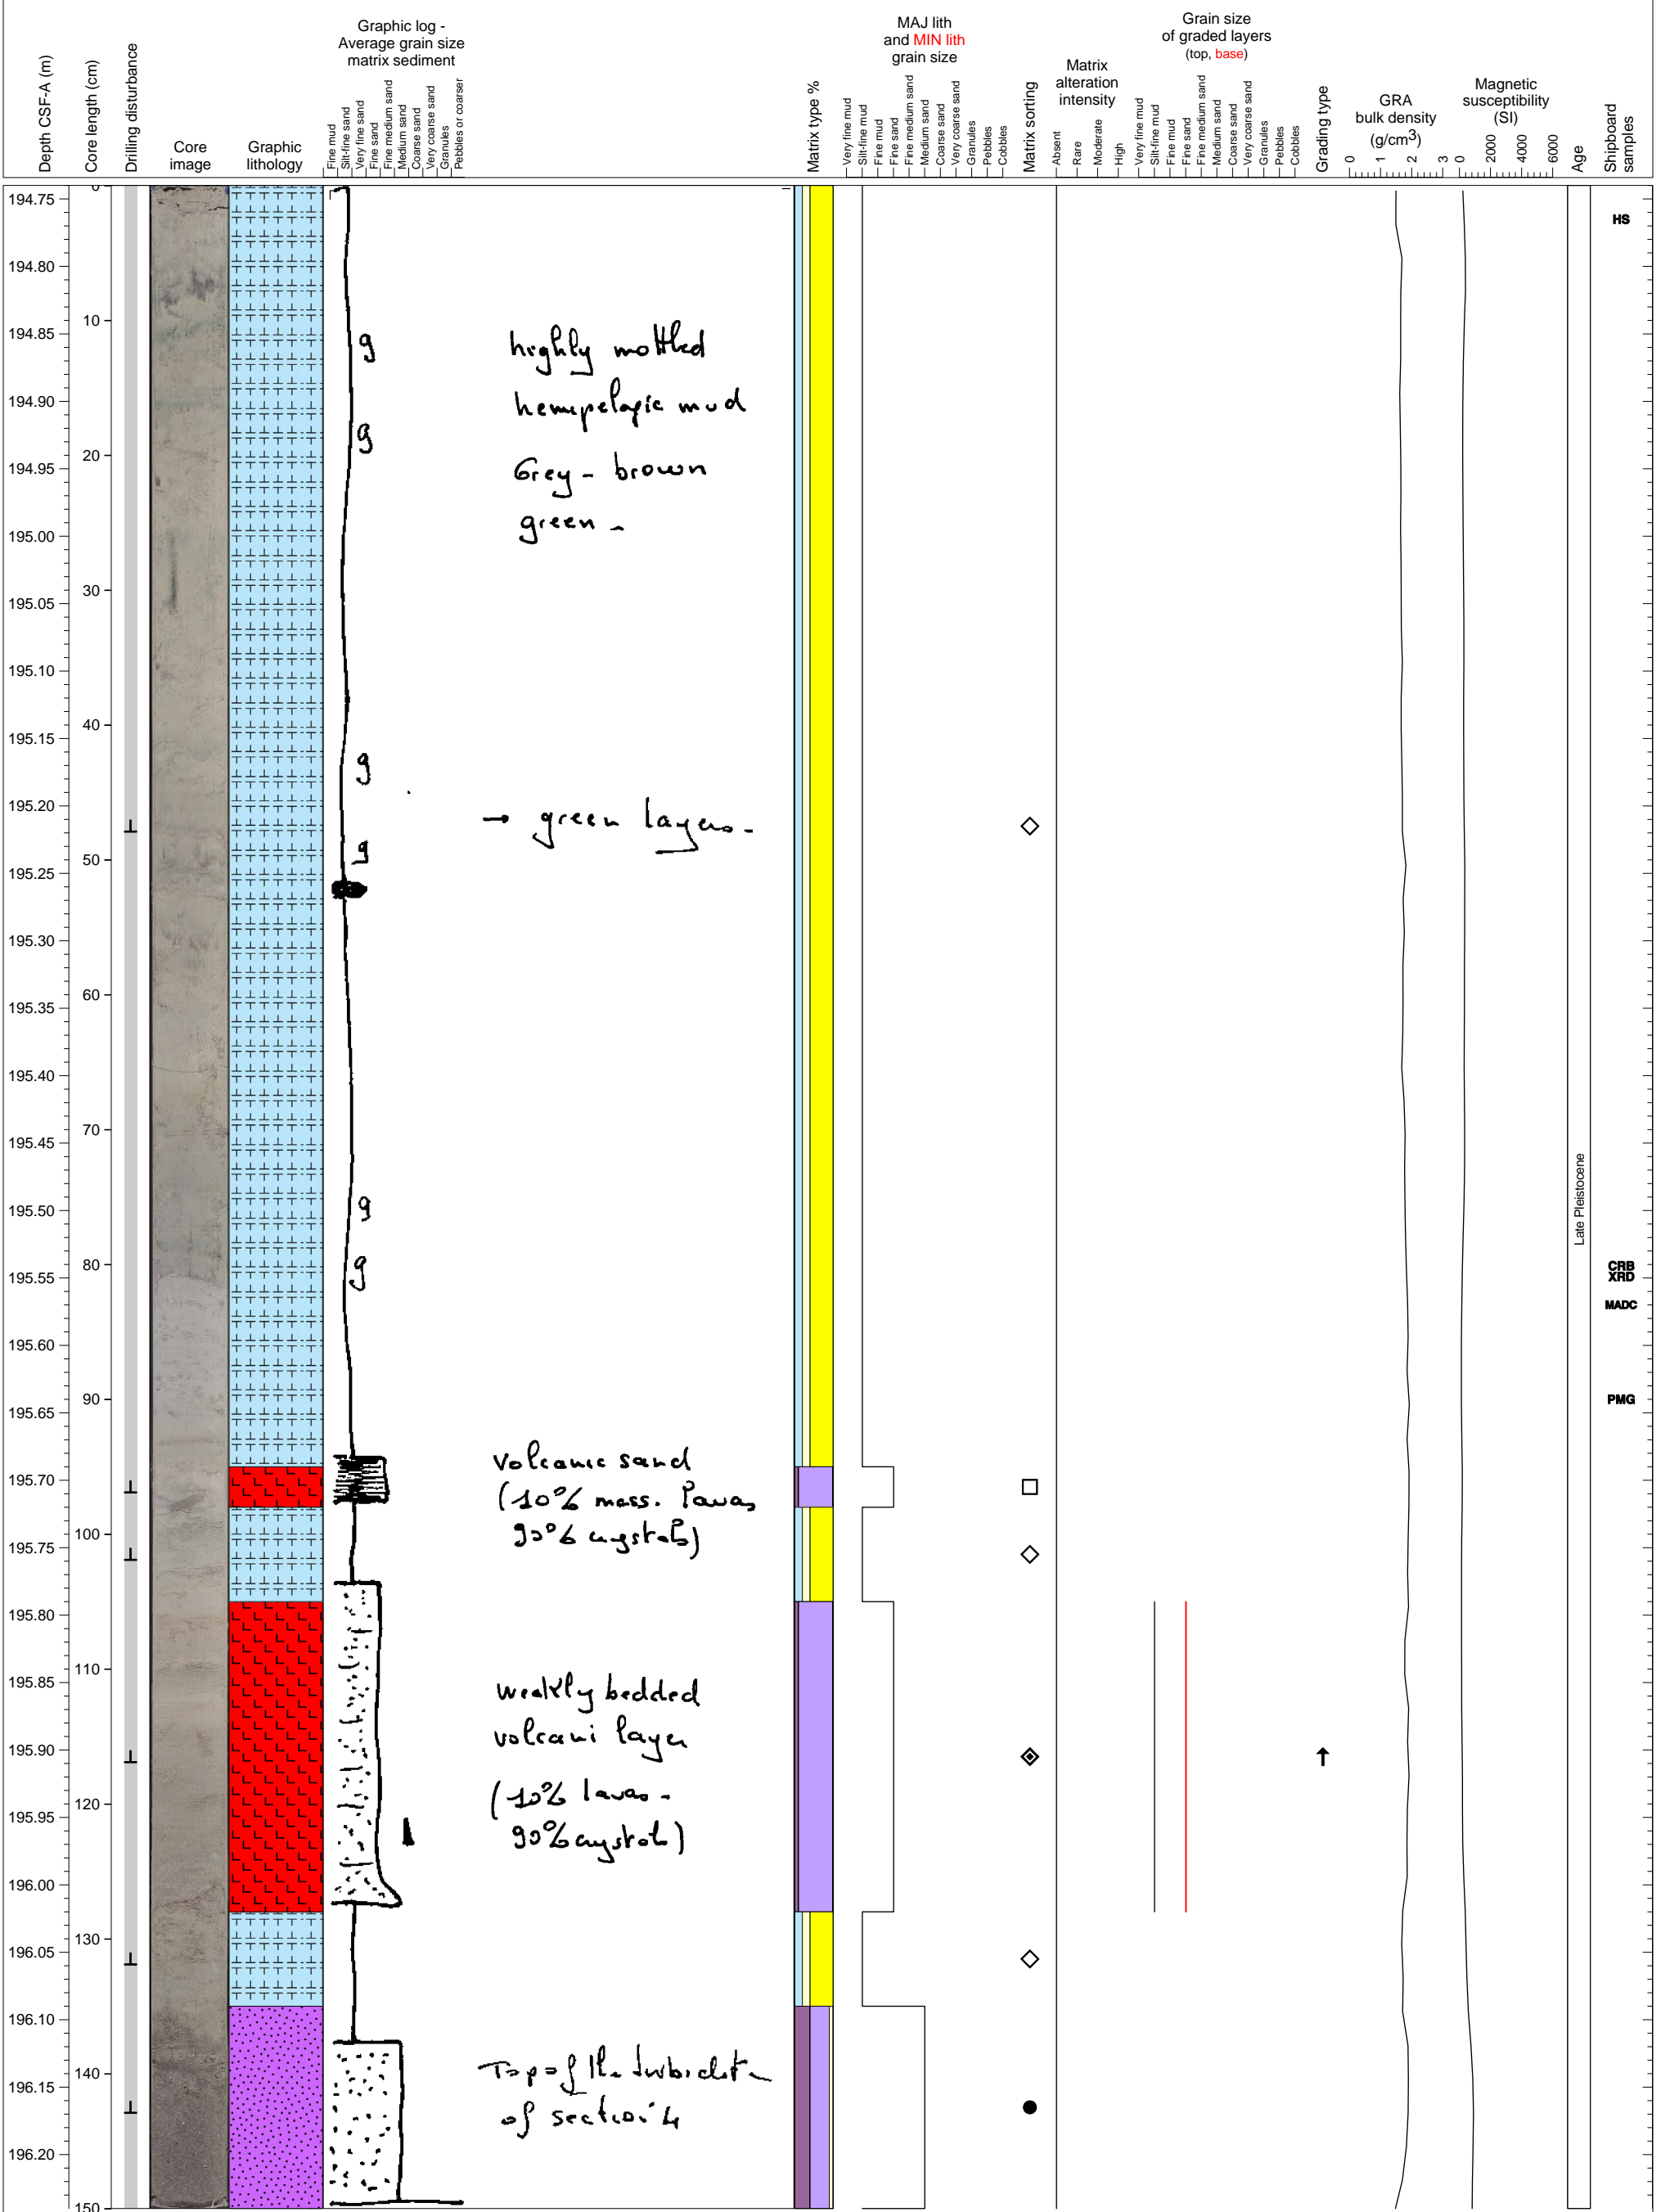 Depth CSF-A (m)
Core length (cm)
Drilling disturbance
Core
image
Graphic
lithology
Graphic log -
Average grain size
matrix sediment
Fine mud
Silt-fine sand
Very fine sand
Fine sand
Fine medium sand
Medium sand
Coarse sand
Very coarse sand
Granules
Pebbles or coarser
Matrix type %
MAJ lith
and MIN lith
grain size
Very fine mud
Silt-fine mud
Fine mud
Fine sand
Fine medium sand
Medium sand
Coarse sand
Very coarse sand
Granules
Pebbles
Cobbles
Matrix sorting
Matrix
alteration
intensity
Absent
Rare
Moderate
High
Grain size
of graded layers
(top, base)
Very fine mud
Silt-fine mud
Fine mud
Fine sand
Fine medium sand
Medium sand
Coarse sand
Very coarse sand
Granules
Pebbles
Cobbles
Grading type
GRA
bulk density
(g/cm3)
0 1 2 3
Magnetic
susceptibility
(SI)
0 2000 4000 6000
Age
Shipboard
samples
194.75
194.80
194.85
194.90
194.95
195.00
195.05
195.10
195.15
195.20
195.25
195.30
195.35
195.40
195.45
195.50
195.55
195.60
195.65
195.70
195.75
195.80
195.85
195.90
195.95
196.00
196.05
196.10
196.15
196.20
0
10
20
30
40
50
60
70
80
90
100
110
120
130
140
150
g
g
g
g
g
g
highly mottled
hemipelagic mud
Grey - brown
green -
→ green layers -
volcanic sand
(10% mass. lavas
90% crystals)
weakly bedded
volcani layer
(10% lavas -
90% crystals)
Top of the turbidite
of section 4
Late Pleistocene
HS
CRB
XRD
MADC
PMG